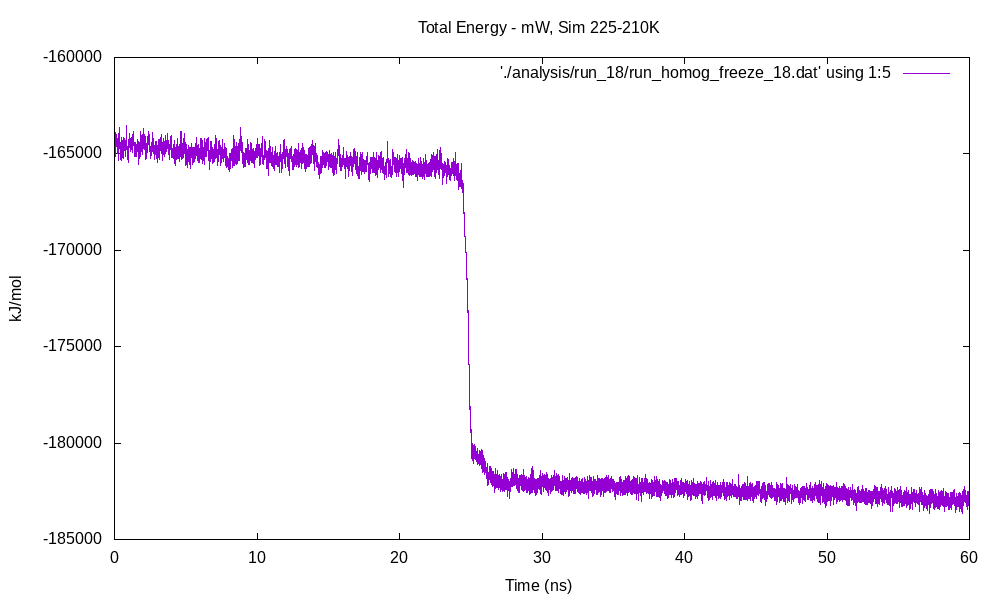 Total Energy - mW, Sim 225-210K
'./analysis/run_18/run_homog_freeze_18.dat' using 1:5
-160000
-165000
-170000
-175000
-180000
-185000
kJ/mol
0 10 20 30 40 50 60
Time (ns)